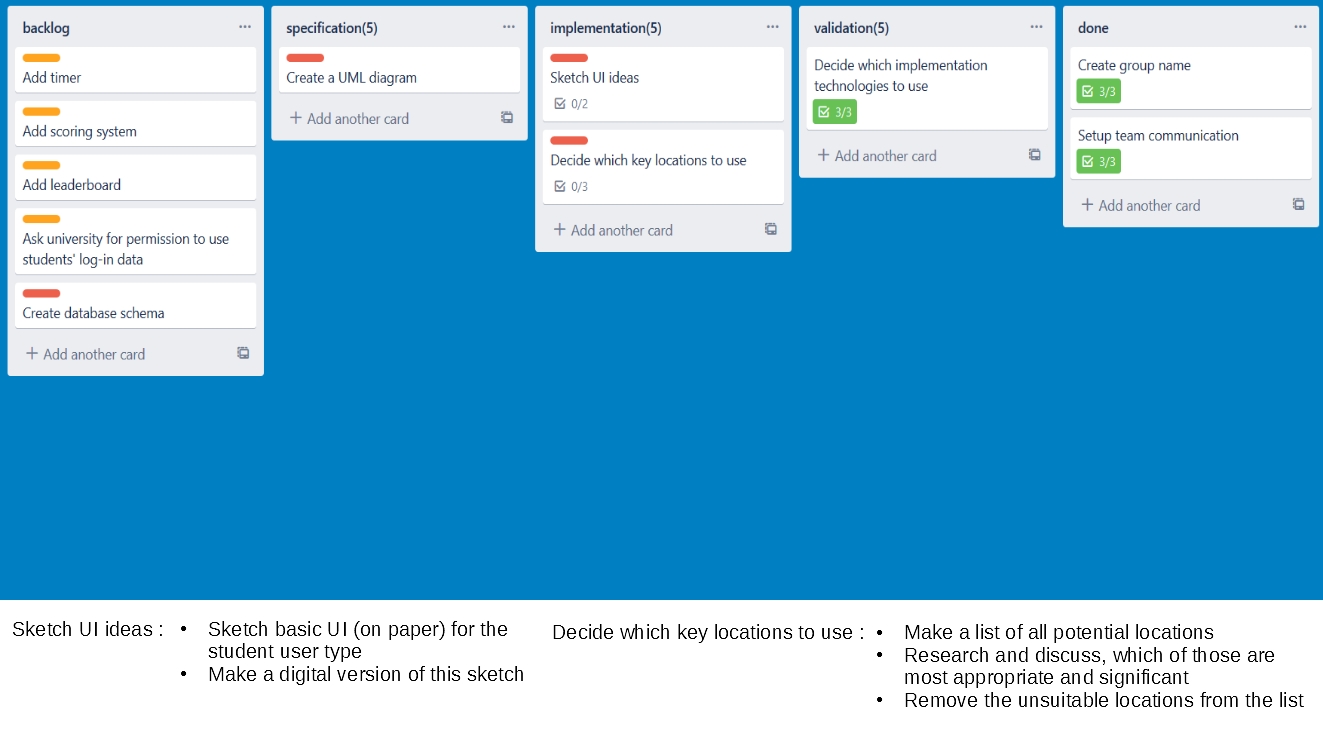 backlog
Add timer
Add scoring system
Add leaderboard
Ask university for permission to use
students' log-in data
Create database schema
+ Add another card
specification(5)
Create a UML diagram
+ Add another card
implementation(5)
Sketch UI ideas
0/2
Decide which key locations to use
0/3
+ Add another card
validation(5)
Decide which implementation
technologies to use
3/3
+ Add another card
done
Create group name
3/3
Setup team communication
3/3
+ Add another card
Sketch UI ideas :
• Sketch basic UI (on paper) for the
student user type
• Make a digital version of this sketch
Decide which key locations to use :
• Make a list of all potential locations
• Research and discuss, which of those are
most appropriate and significant
• Remove the unsuitable locations from the list